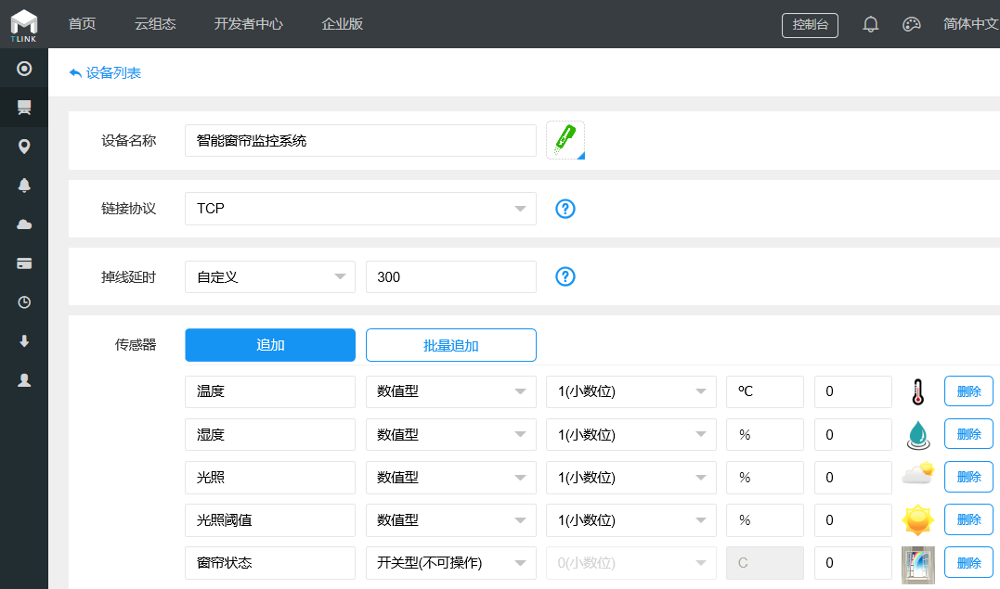 TLINK 首页 云组态 开发者中心 企业版 控制台 简体中文
设备列表
设备名称 智能窗帘监控系统
链接协议 TCP ?
掉线延时 自定义 300 ?
传感器 追加 批量追加
温度 数值型 1(小数位) ºC 0 删除
湿度 数值型 1(小数位) % 0 删除
光照 数值型 1(小数位) % 0 删除
光照阈值 数值型 1(小数位) % 0 删除
窗帘状态 开关型(不可操作) 0(小数位) C 0 删除